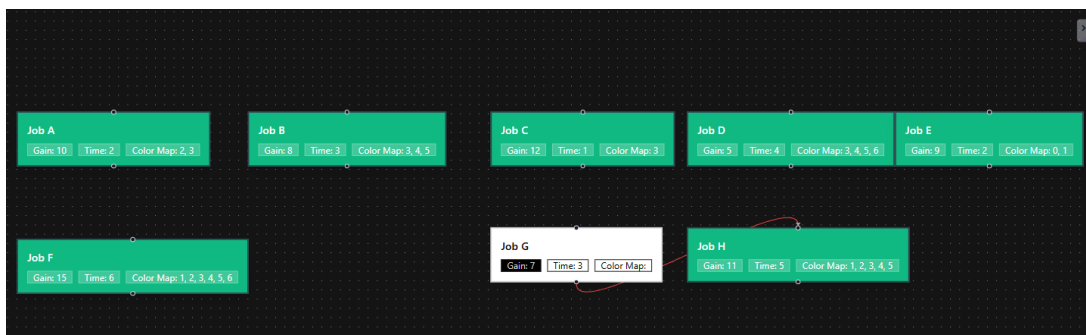 Job A
Gain: 10 Time: 2 Color Map: 2, 3
Job B
Gain: 8 Time: 3 Color Map: 3, 4, 5
Job C
Gain: 12 Time: 1 Color Map: 3
Job D
Gain: 5 Time: 4 Color Map: 3, 4, 5, 6
Job E
Gain: 9 Time: 2 Color Map: 0, 1
Job F
Gain: 15 Time: 6 Color Map: 1, 2, 3, 4, 5, 6
Job G
Gain: 7 Time: 3 Color Map:
Job H
Gain: 11 Time: 5 Color Map: 1, 2, 3, 4, 5